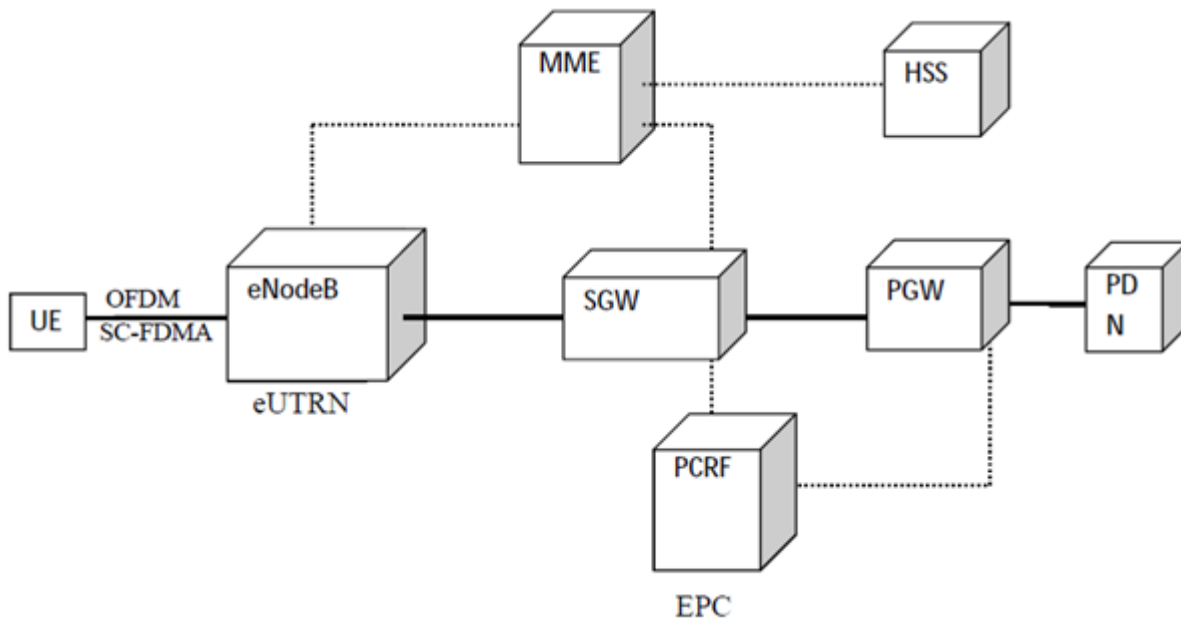 MME
HSS
eNodeB
SGW
PGW
PD
N
UE
OFDM
SC-FDMA
eUTRN
PCRF
EPC